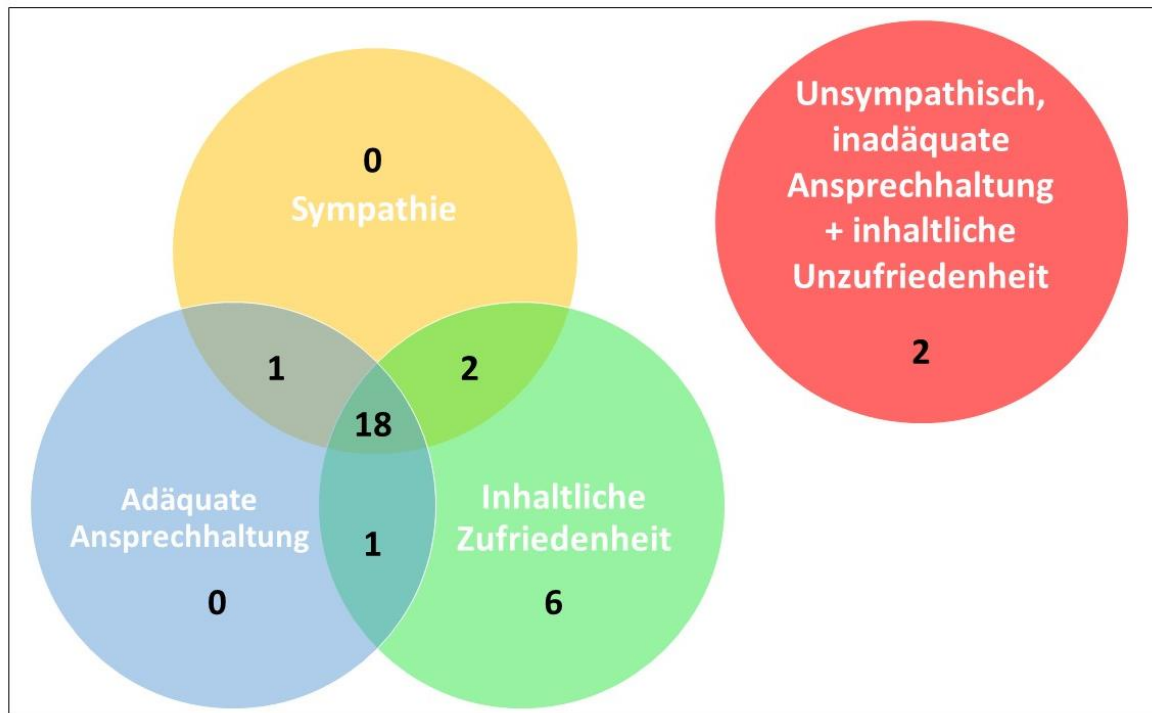 0
Sympathie
Unsympathisch,
inadäquate
Ansprechhaltung
+ inhaltliche
Unzufriedenheit
2
1
2
18
Adäquate
Ansprechhaltung
0
1
Inhaltliche
Zufriedenheit
6